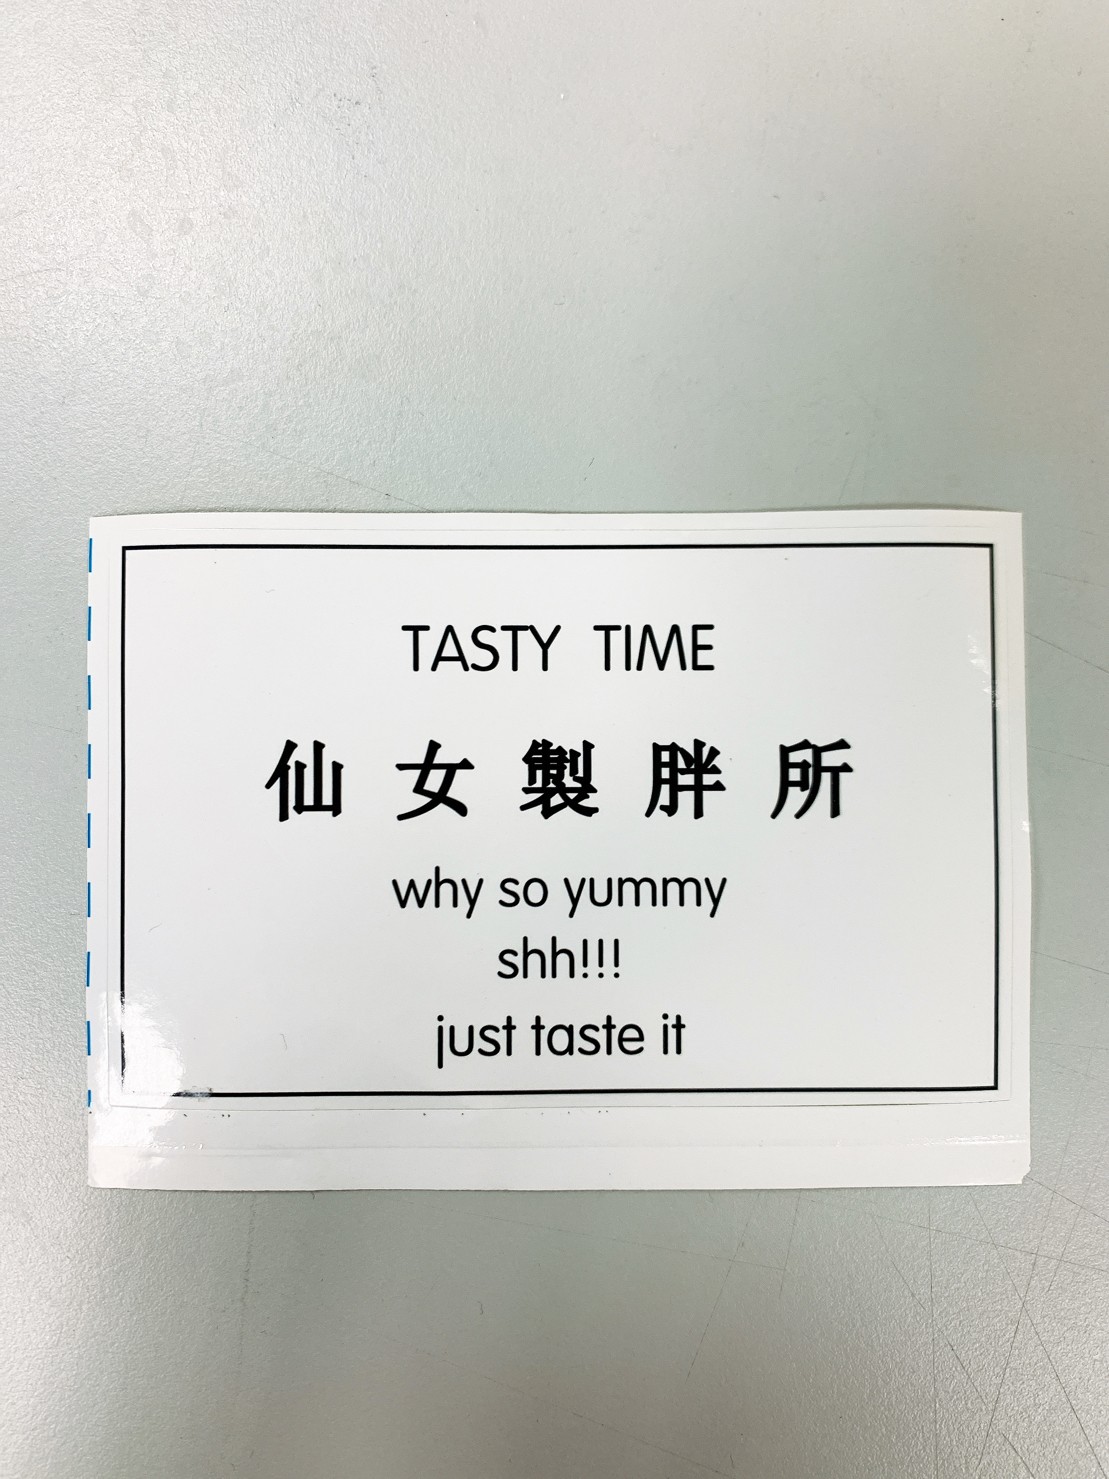 TASTY TIME
仙女製胖所
why so yummy
shh!!!
just taste it